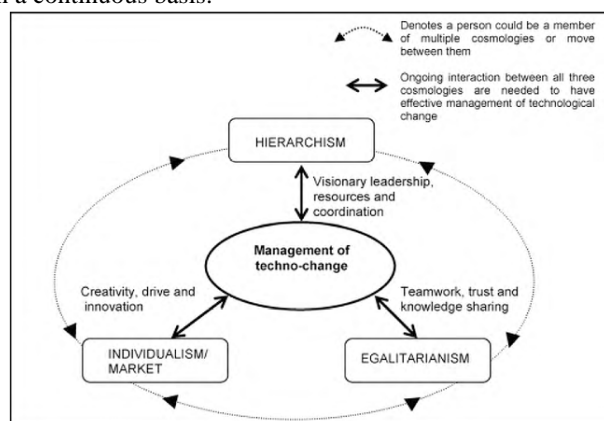 n a continuous basis.
Denotes a person could be a member
of multiple cosmologies or move
between them
Ongoing interaction between all three
cosmologies are needed to have
effective management of technological
change
HIERARCHISM
Visionary leadership,
resources and
coordination
Management of
techno-change
Creativity, drive and
innovation
Teamwork, trust and
knowledge sharing
INDIVIDUALISM/
MARKET
EGALITARIANISM